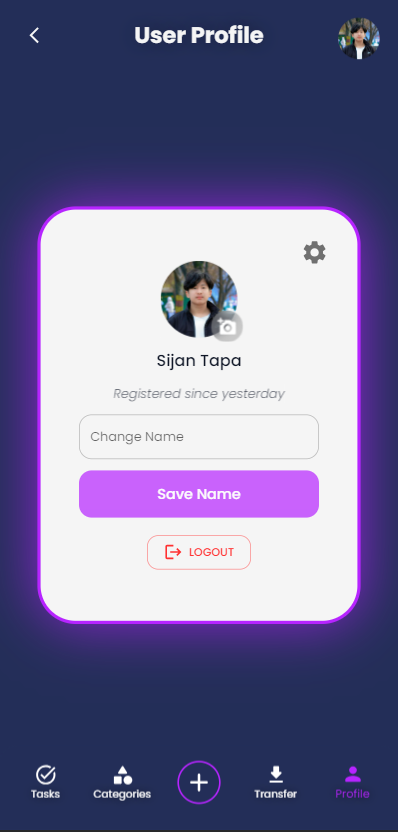 User Profile
Sijan Tapa
Registered since yesterday
Change Name
Save Name
LOGOUT
Tasks
Categories
Transfer
Profile